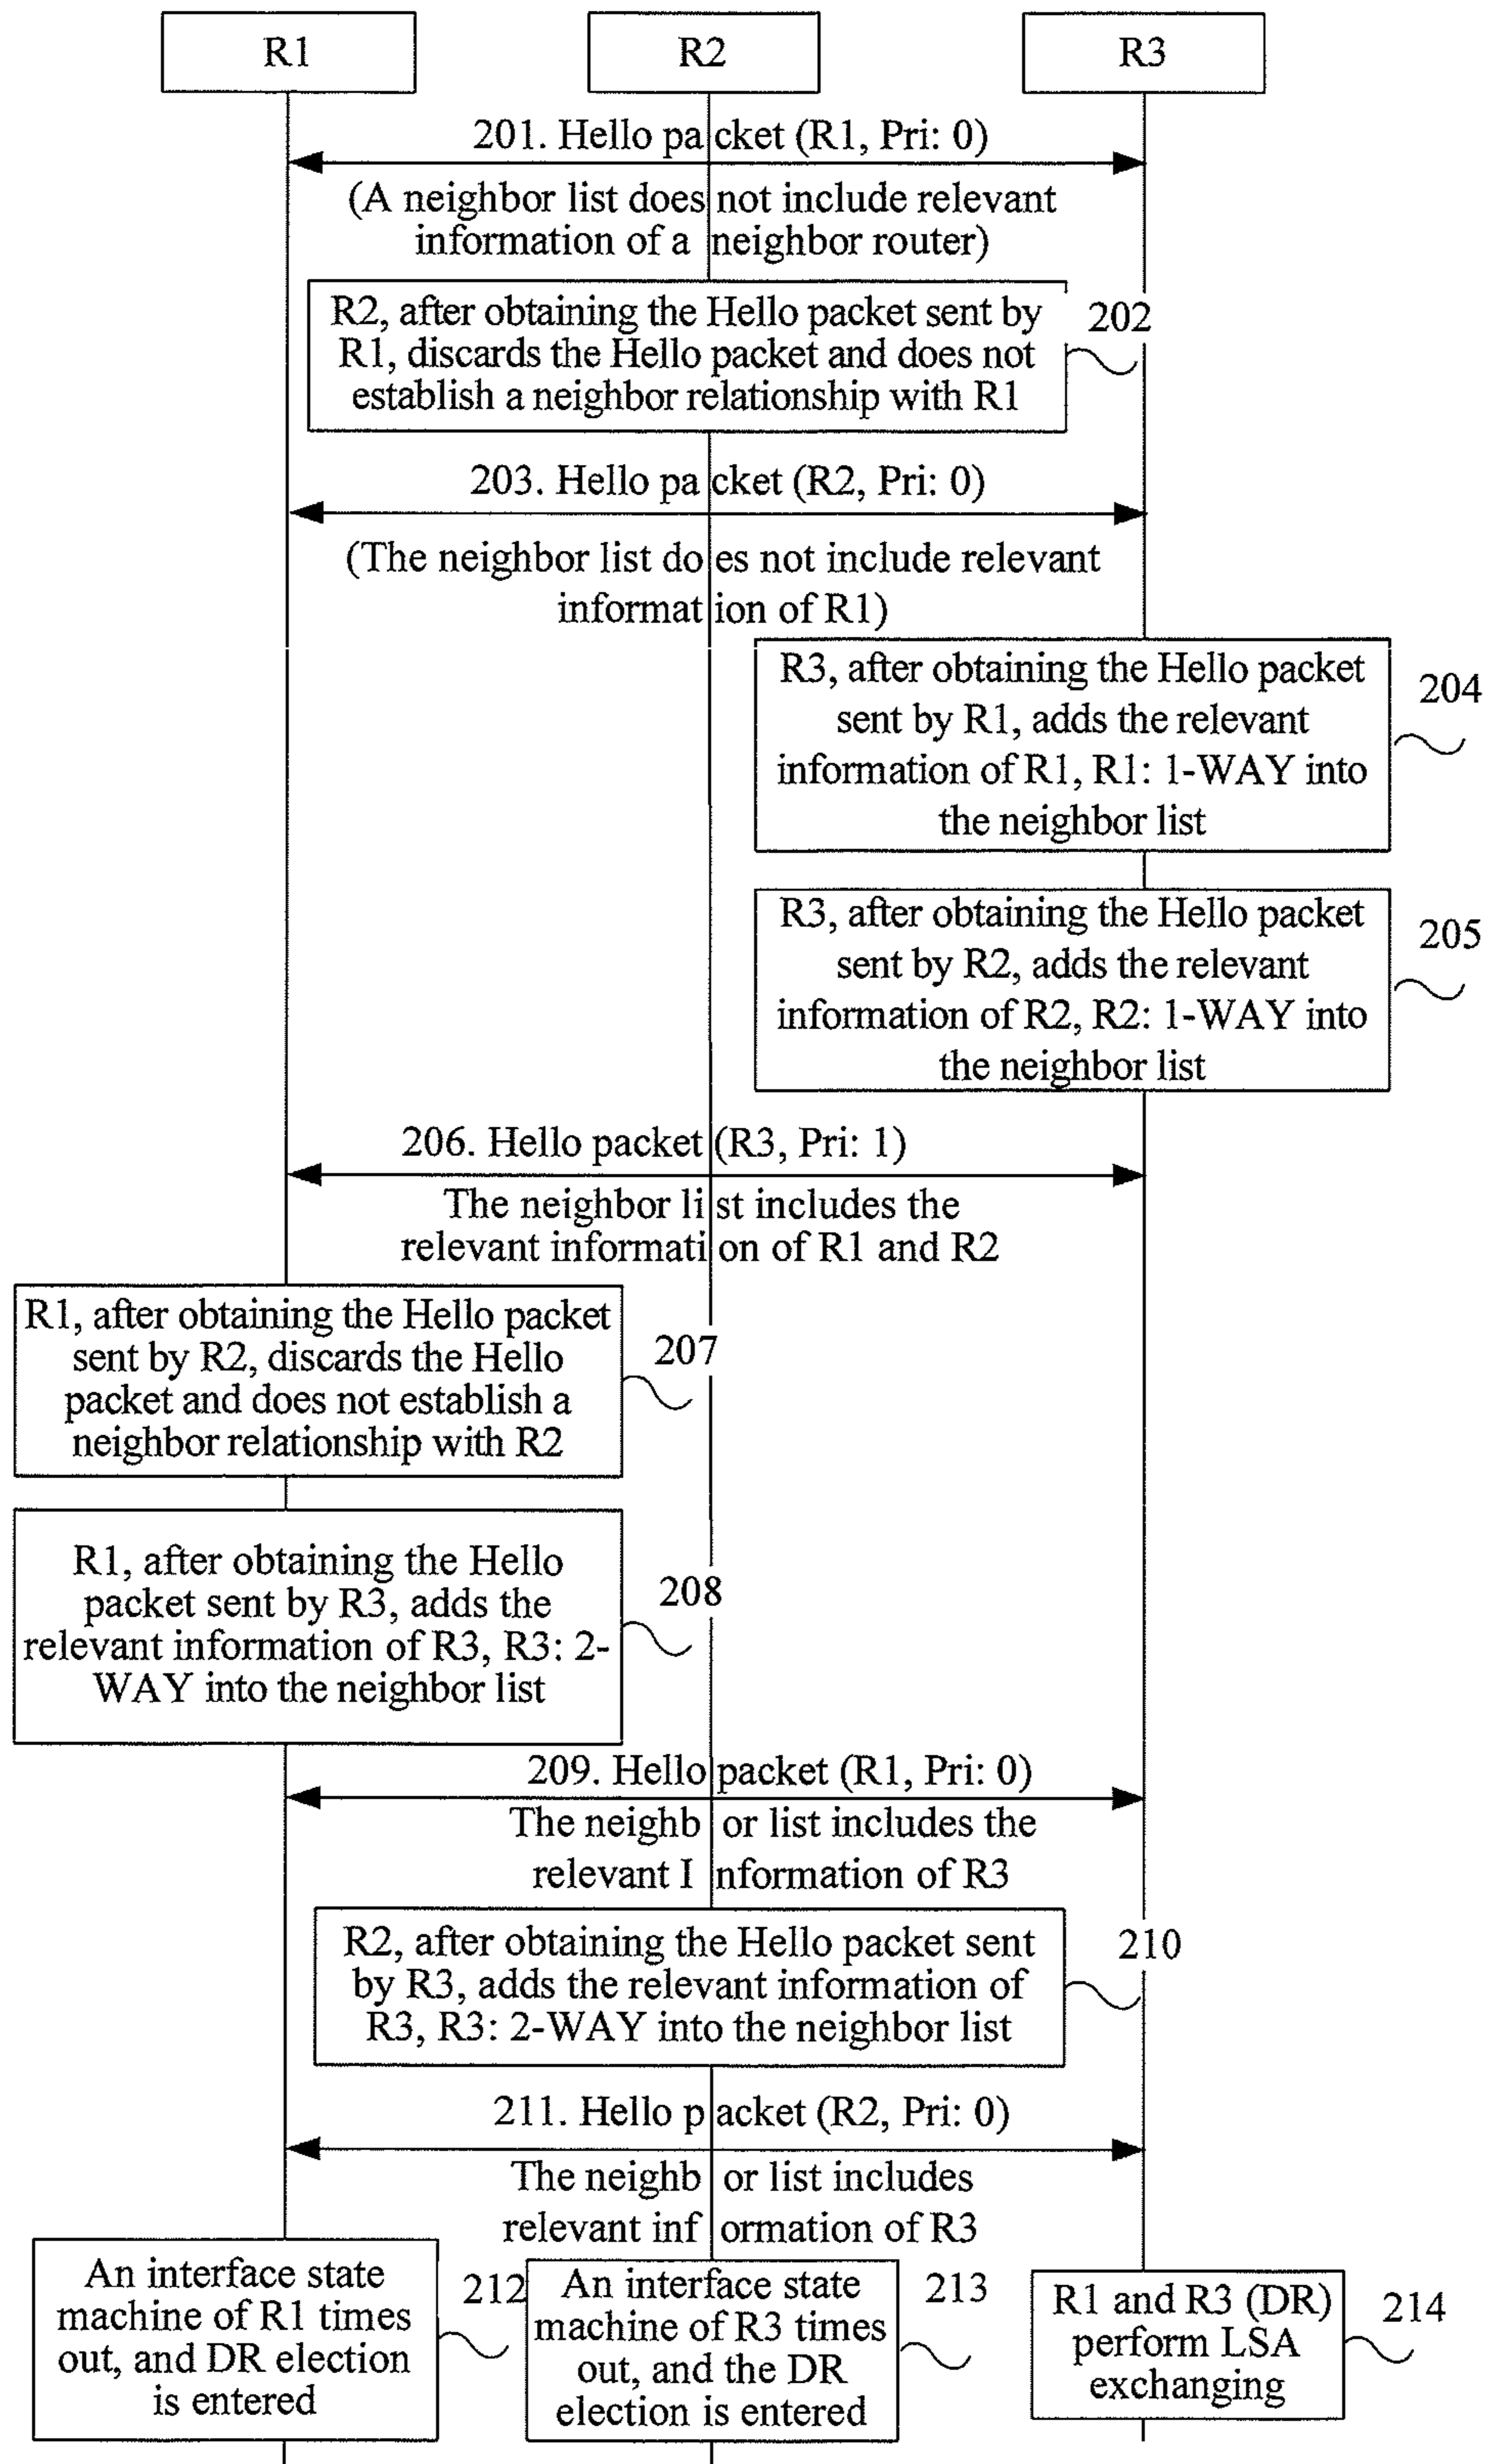 R1
R2
R3
201. Hello packet (R1, Pri: 0)
(A neighbor list does not include relevant
information of a neighbor router)
R2, after obtaining the Hello packet sent by
R1, discards the Hello packet and does not
establish a neighbor relationship with R1
202
203. Hello packet (R2, Pri: 0)
(The neighbor list does not include relevant
information of R1)
R3, after obtaining the Hello packet
sent by R1, adds the relevant
information of R1, R1: 1-WAY into
the neighbor list
204
R3, after obtaining the Hello packet
sent by R2, adds the relevant
information of R2, R2: 1-WAY into
the neighbor list
205
206. Hello packet (R3, Pri: 1)
The neighbor list includes the
relevant information of R1 and R2
R1, after obtaining the Hello packet
sent by R2, discards the Hello
packet and does not establish a
neighbor relationship with R2
207
R1, after obtaining the Hello
packet sent by R3, adds the
relevant information of R3, R3: 2-
WAY into the neighbor list
208
209. Hello packet (R1, Pri: 0)
The neighbor list includes the
relevant Information of R3
R2, after obtaining the Hello packet sent
by R3, adds the relevant information of
R3, R3: 2-WAY into the neighbor list
210
211. Hello packet (R2, Pri: 0)
The neighbor list includes
relevant information of R3
An interface state
machine of R1 times
out, and DR election
is entered
212
An interface state
machine of R3 times
out, and the DR
election is entered
213
R1 and R3 (DR)
perform LSA
exchanging
214